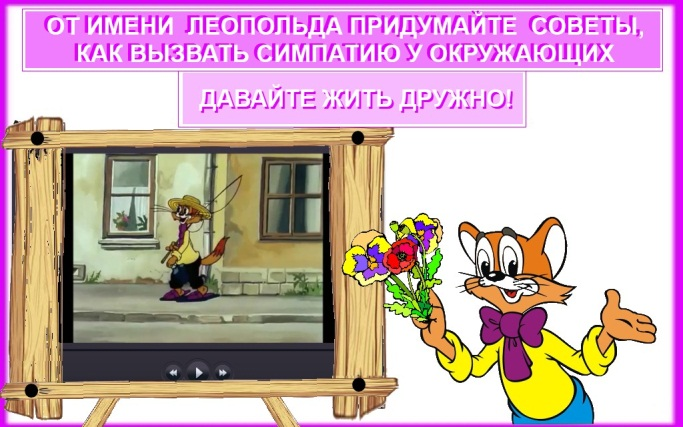 ОТ ИМЕНИ ЛЕОПОЛЬДА ПРИДУМАЙТЕ СОВЕТЫ,
КАК ВЫЗВАТЬ СИМПАТИЮ У ОКРУЖАЮЩИХ
ДАВАЙТЕ ЖИТЬ ДРУЖНО!